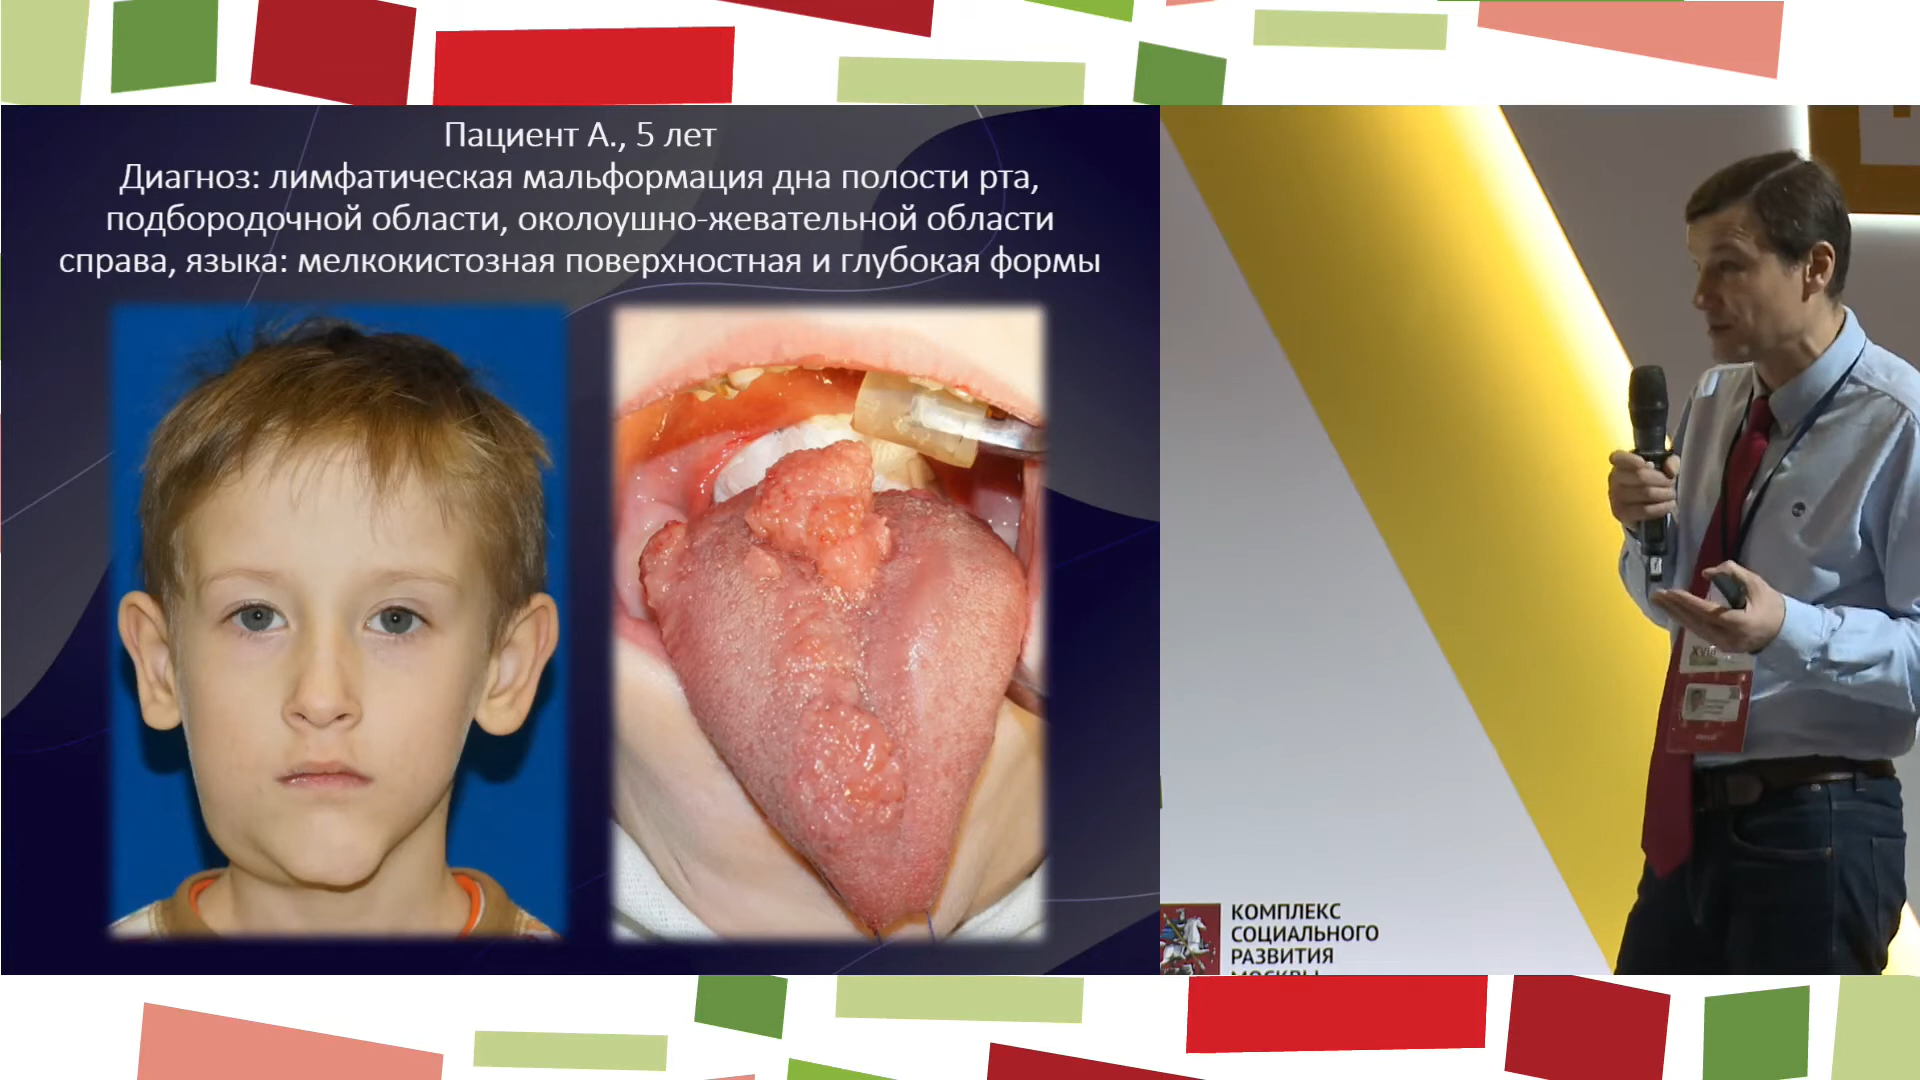 Пациент А., 5 лет
Диагноз: лимфатическая мальформация дна полости рта,
подбородочной области, околоушно-жевательной области
справа, языка: мелкокистозная поверхностная и глубокая формы
КОМПЛЕКС
СОЦИАЛЬНОГО
РАЗВИТИЯ
МОСКВЫ